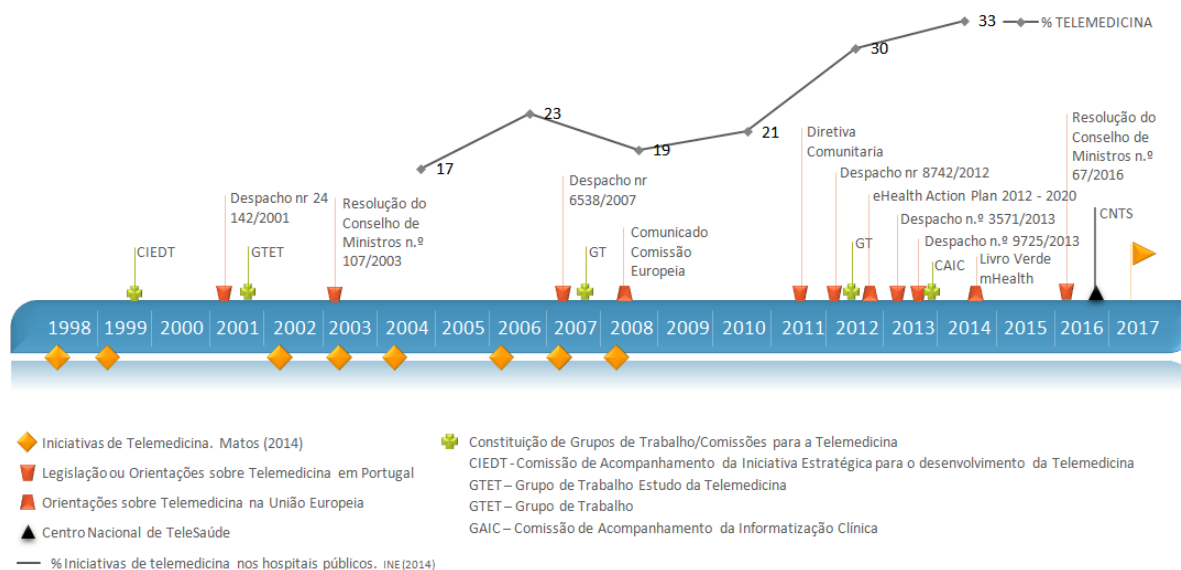 33
% TELEMEDICINA
30
23
21
19
17
Resolução do
Conselho de
Ministros n.º
67/2016
Diretiva
Comunitaria
Despacho nr 8742/2012
Despacho nr
6538/2007
Despacho nr 24
142/2001
Resolução do
Conselho de
Ministros n.º
107/2003
eHealth Action Plan 2012 - 2020
CNTS
Despacho n.º 3571/2013
Comunicado
Comissão
Europeia
Despacho n.º 9725/2013
CIEDT
GTET
GT
GT
CAIC
Livro Verde
mHealth
1998 1999 2000 2001 2002 2003 2004 2005 2006 2007 2008 2009 2010 2011 2012 2013 2014 2015 2016 2017
Iniciativas de Telemedicina. Matos (2014)
Legislação ou Orientações sobre Telemedicina em Portugal
Orientações sobre Telemedicina na União Europeia
Centro Nacional de TeleSaúde
% Iniciativas de telemedicina nos hospitais públicos. INE (2014)
Constituição de Grupos de Trabalho/Comissões para a Telemedicina
CIEDT - Comissão de Acompanhamento da Iniciativa Estratégica para o desenvolvimento da Telemedicina
GTET – Grupo de Trabalho Estudo da Telemedicina
GTET – Grupo de Trabalho
GAIC – Comissão de Acompanhamento da Informatização Clínica